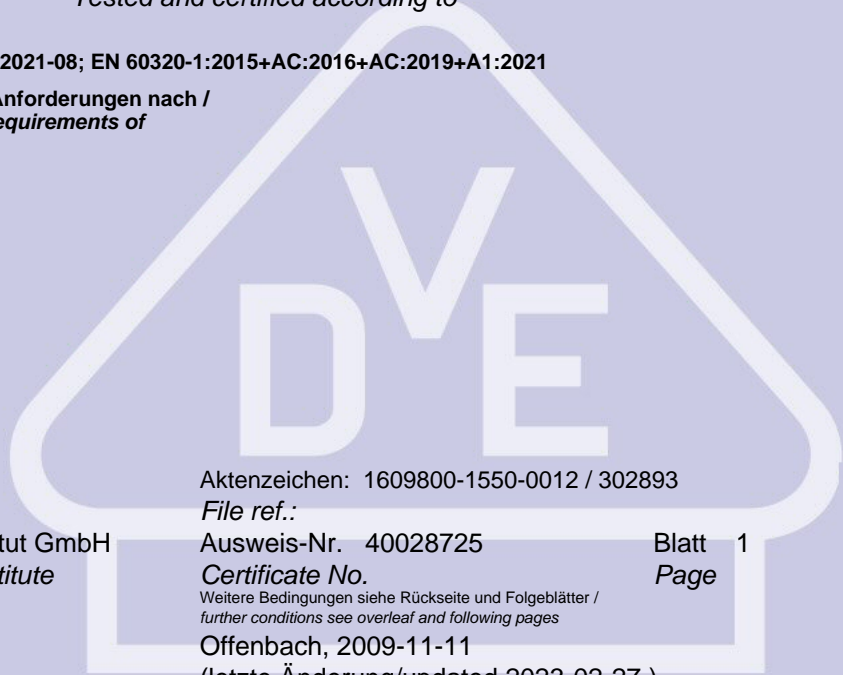 Tested and certified according to
2021-08; EN 60320-1:2015+AC:2016+AC:2019+A1:2021
Anforderungen nach /
equirements of
VDE
Aktenzeichen: 1609800-1550-0012 / 302893
File ref.:
tut GmbH Ausweis-Nr. 40028725 Blatt 1
titute Certificate No. Page
Weitere Bedingungen siehe Rückseite und Folgeblätter /
further conditions see overleaf and following pages
Offenbach, 2009-11-11
(letzte Änderung/updated 2023-02-27 )